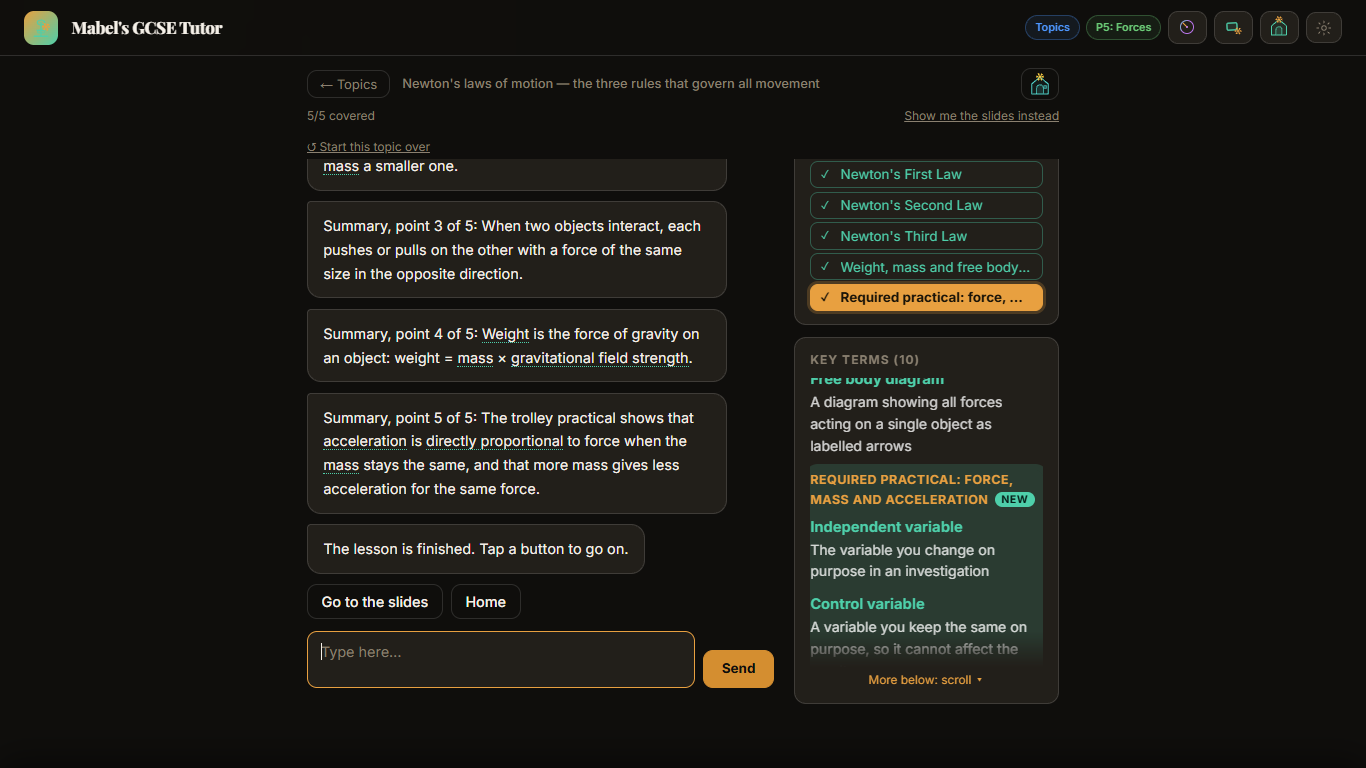 Mabel's GCSE Tutor
Topics
P5: Forces
← Topics
Newton's laws of motion — the three rules that govern all movement
5/5 covered
Show me the slides instead
↺ Start this topic over
mass a smaller one.
Summary, point 3 of 5: When two objects interact, each
pushes or pulls on the other with a force of the same
size in the opposite direction.
Summary, point 4 of 5: Weight is the force of gravity on
an object: weight = mass × gravitational field strength.
Summary, point 5 of 5: The trolley practical shows that
acceleration is directly proportional to force when the
mass stays the same, and that more mass gives less
acceleration for the same force.
The lesson is finished. Tap a button to go on.
Go to the slides
Home
Type here...
Send
✓ Newton's First Law
✓ Newton's Second Law
✓ Newton's Third Law
✓ Weight, mass and free body...
✓ Required practical: force, ...
KEY TERMS (10)
Free body diagram
A diagram showing all forces
acting on a single object as
labelled arrows
REQUIRED PRACTICAL: FORCE,
MASS AND ACCELERATION NEW
Independent variable
The variable you change on
purpose in an investigation
Control variable
A variable you keep the same on
purpose, so it cannot affect the
More below: scroll ▾